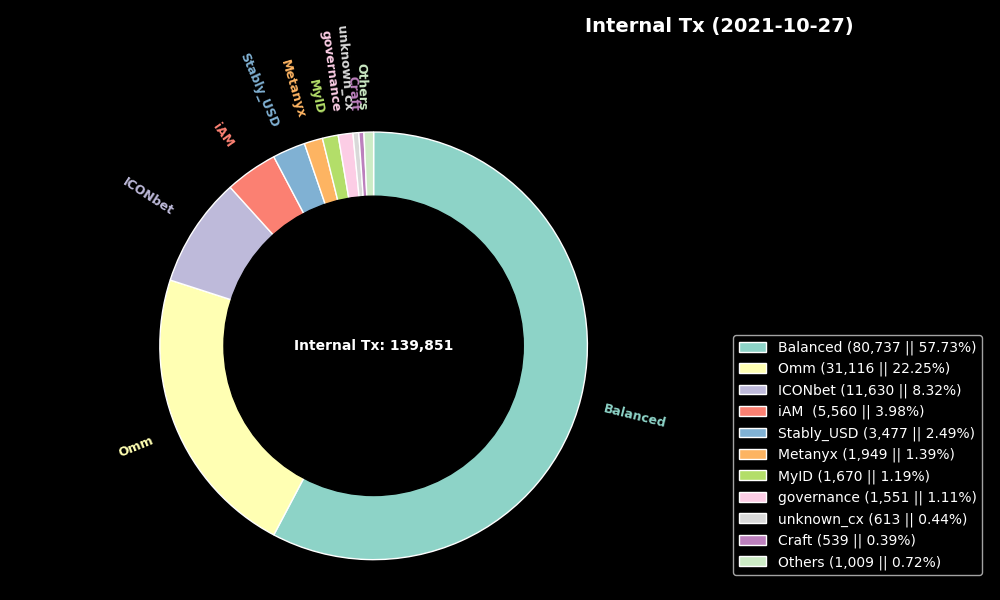 Internal Tx (2021-10-27)
Others
Craft
unknown_cx
governance
MyID
Metanyx
Stably_USD
iAM
ICONbet
Omm
Balanced
Internal Tx: 139,851
Balanced (80,737 || 57.73%)
Omm (31,116 || 22.25%)
ICONbet (11,630 || 8.32%)
iAM  (5,560 || 3.98%)
Stably_USD (3,477 || 2.49%)
Metanyx (1,949 || 1.39%)
MyID (1,670 || 1.19%)
governance (1,551 || 1.11%)
unknown_cx (613 || 0.44%)
Craft (539 || 0.39%)
Others (1,009 || 0.72%)